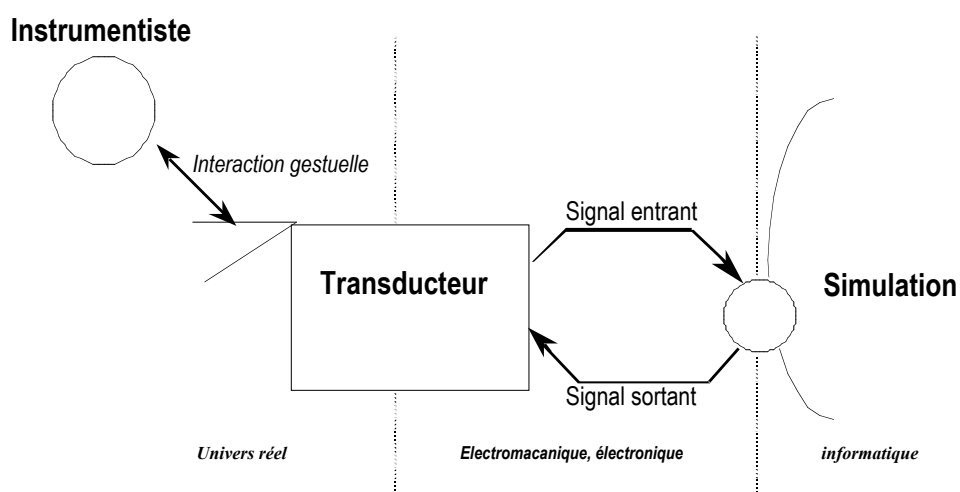 Instrumentiste
Interaction gestuelle
Signal entrant
Transducteur
Simulation
Signal sortant
Univers réel
Electromacanique, électronique
informatique